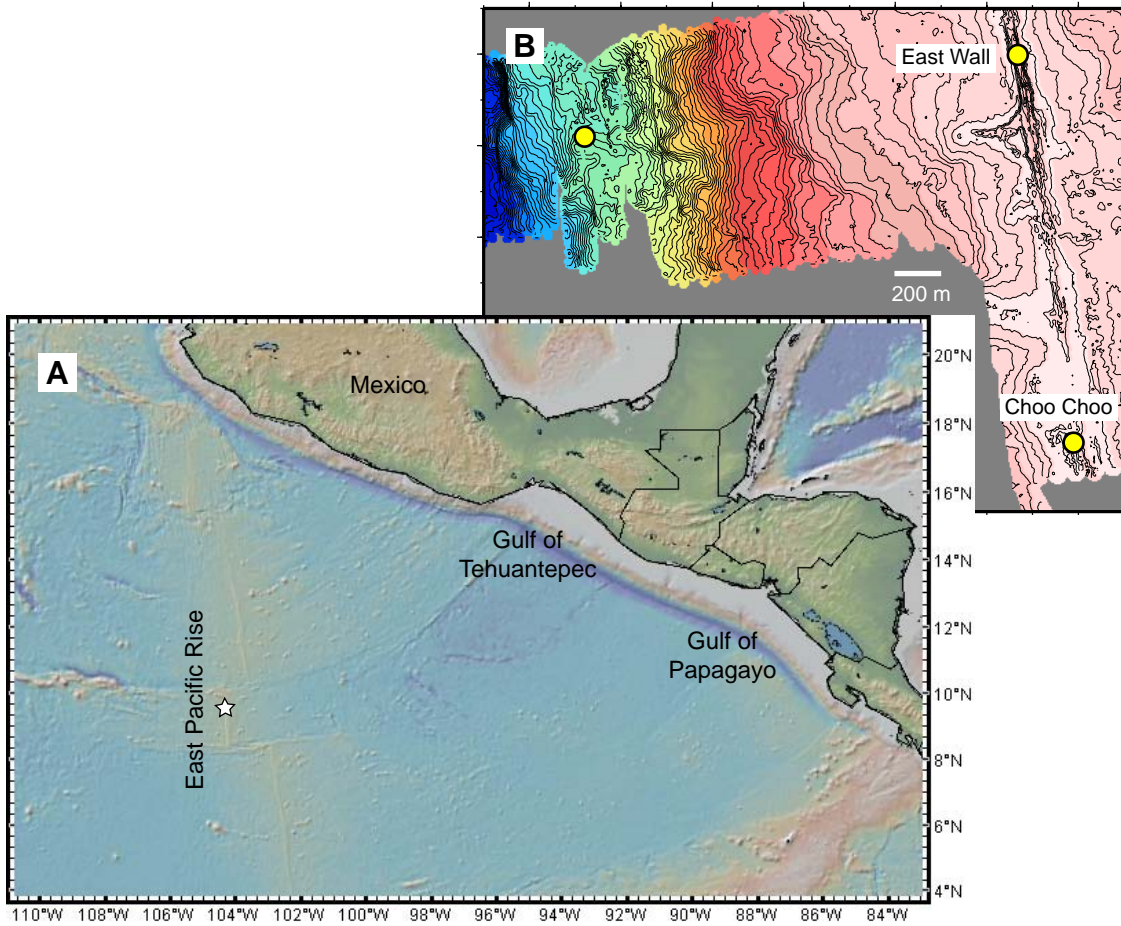 B
East Wall
200 m
Choo Choo
A
Mexico
Gulf of
Tehuantepec
Gulf of
Papagayo
East Pacific Rise
20°N
18°N
16°N
14°N
12°N
10°N
8°N
6°N
4°N
110°W 108°W 106°W 104°W 102°W 100°W 98°W 96°W 94°W 92°W 90°W 88°W 86°W 84°W